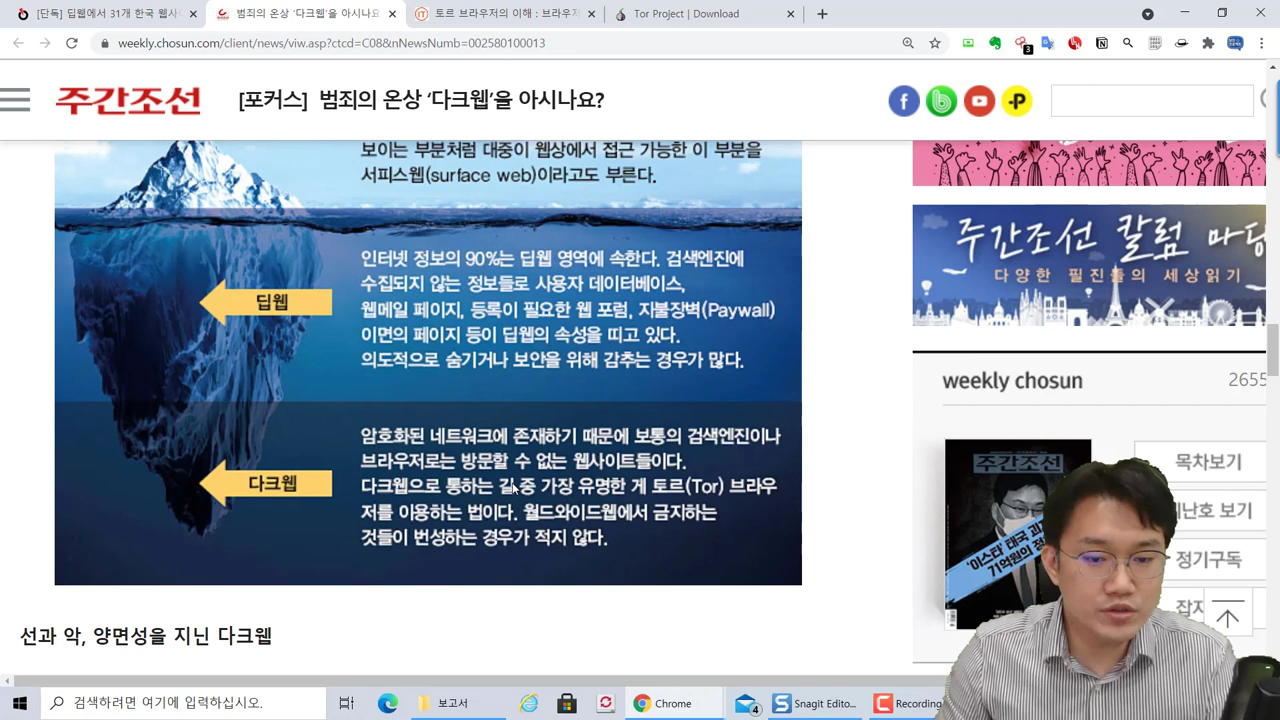 [단독] 딥웹에서 31개 한국 웹사
범죄의 온상 ‘다크웹’을 아시나요?
토르 브라우저의 이해 : 브라우저
Tor Project | Download
weekly.chosun.com/client/news/viw.asp?ctcd=C08&nNewsNumb=002580100013
3
주간조선
[포커스] 범죄의 온상 ‘다크웹’을 아시나요?
보이는 부분처럼 대중이 웹상에서 접근 가능한 이 부분을
서피스웹(surface web)이라고도 부른다.
딥웹
인터넷 정보의 90%는 딥웹 영역에 속한다. 검색엔진에
수집되지 않는 정보들로 사용자 데이터베이스,
웹메일 페이지, 등록이 필요한 웹 포럼, 지불장벽(Paywall)
이면의 페이지 등이 딥웹의 속성을 띠고 있다.
의도적으로 숨기거나 보안을 위해 감추는 경우가 많다.
다크웹
암호화된 네트워크에 존재하기 때문에 보통의 검색엔진이나
브라우저로는 방문할 수 없는 웹사이트들이다.
다크웹으로 통하는 길 중 가장 유명한 게 토르(Tor) 브라우
저를 이용하는 법이다. 월드와이드웹에서 금지하는
것들이 번성하는 경우가 적지 않다.
선과 악, 양면성을 지닌 다크웹
주간조선 칼럼 마당
다양한 필진들의 세상읽기
weekly chosun
2655
주간조선
‘아스타’ 태국
71억원의
목차보기
지난호 보기
정기구독
잡지
검색하려면 여기에 입력하십시오.
보고서
Chrome
4
Snagit Edito...
Recording